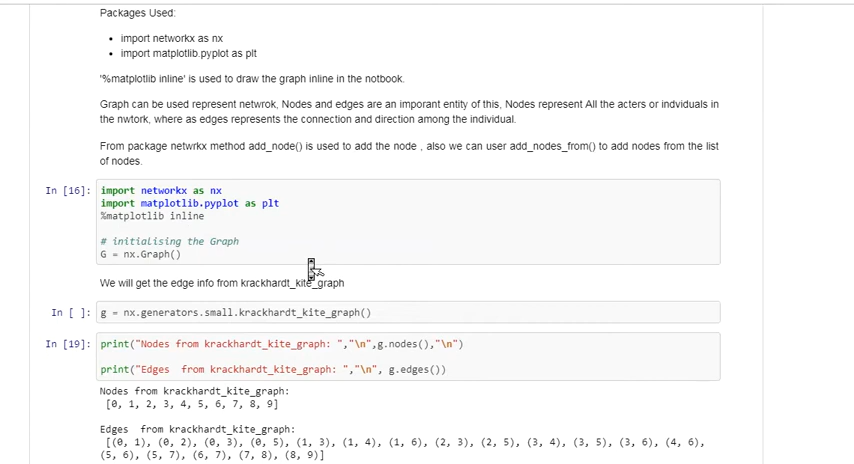 Packages Used:
import networkx as nx
import matplotlib.pyplot as plt
'%matplotlib inline' is used to draw the graph inline in the notbook.
Graph can be used represent netwrok, Nodes and edges are an imporant entity of this, Nodes represent All the acters or indviduals in
the nwtork, where as edges represents the connection and direction among the individual.
From package netwrkx method add_node() is used to add the node , also we can user add_nodes_from() to add nodes from the list
of nodes.
In [16]: import networkx as nx
import matplotlib.pyplot as plt
%matplotlib inline
# initialising the Graph
G = nx.Graph()
We will get the edge info from krackhardt_kite_graph
In [ ]: g = nx.generators.small.krackhardt_kite_graph()
In [19]: print("Nodes from krackhardt_kite_graph: ","\n",g.nodes(),"\n")
print("Edges  from krackhardt_kite_graph: ","\n", g.edges())
Nodes from krackhardt_kite_graph:
[0, 1, 2, 3, 4, 5, 6, 7, 8, 9]
Edges  from krackhardt_kite_graph:
[(0, 1), (0, 2), (0, 3), (0, 5), (1, 3), (1, 4), (1, 6), (2, 3), (2, 5), (3, 4), (3, 5), (3, 6), (4, 6),
(5, 6), (5, 7), (6, 7), (7, 8), (8, 9)]